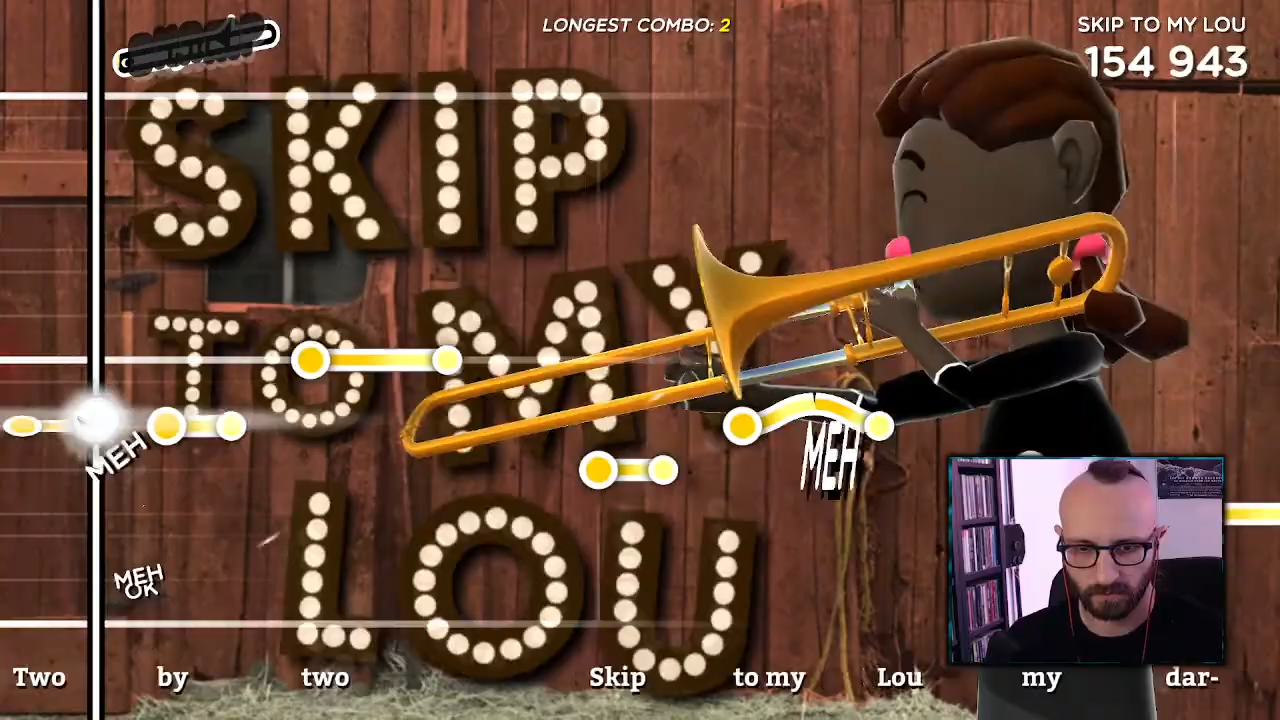 LONGEST COMBO: 2
SKIP TO MY LOU
154 943
SKIP
TO MY
LOU
MEH
MEH
MEH
OK
Two by two Skip to my Lou my dar-